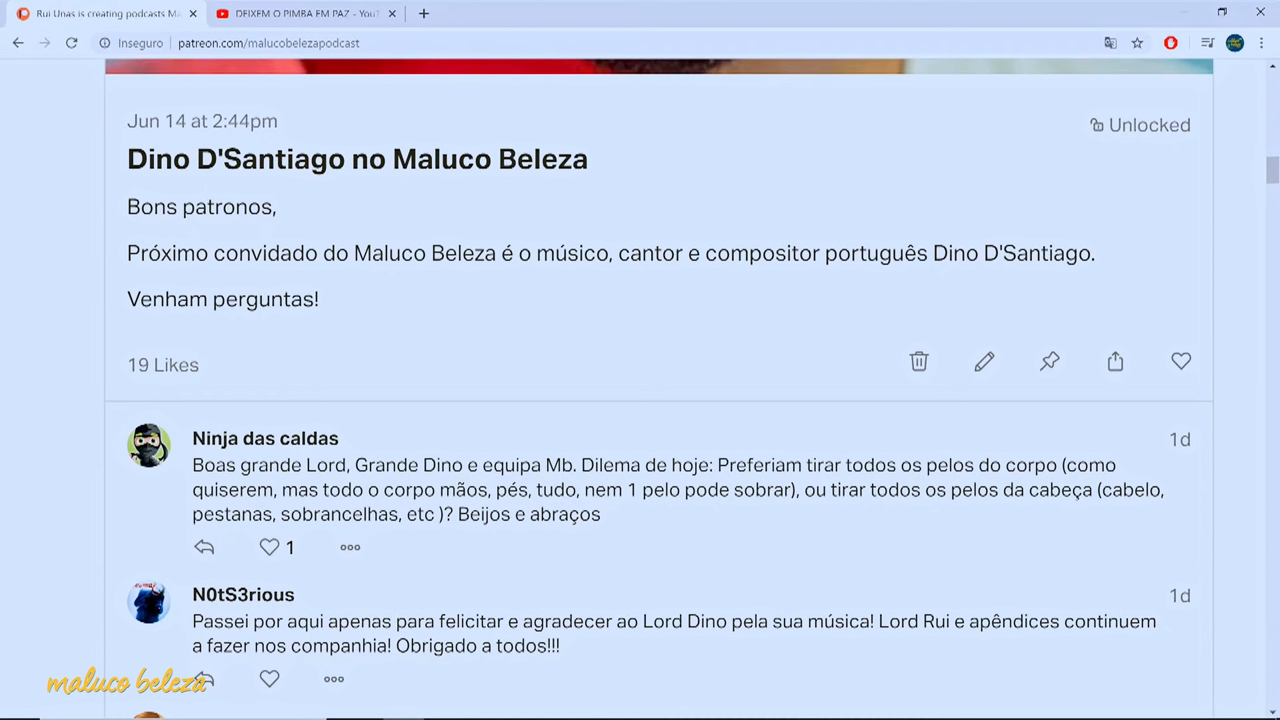 Rui Unas is creating podcasts Ma
DEIXEM O PIMBA EM PAZ - YouT
Inseguro
patreon.com/malucobelezapodcast
Jun 14 at 2:44pm
Unlocked
Dino D'Santiago no Maluco Beleza
Bons patronos,
Próximo convidado do Maluco Beleza é o músico, cantor e compositor português Dino D'Santiago.
Venham perguntas!
19 Likes
Ninja das caldas
1d
Boas grande Lord, Grande Dino e equipa Mb. Dilema de hoje: Preferiam tirar todos os pelos do corpo (como
quiserem, mas todo o corpo mãos, pés, tudo, nem 1 pelo pode sobrar), ou tirar todos os pelos da cabeça (cabelo,
pestanas, sobrancelhas, etc )? Beijos e abraços
1
N0tS3rious
1d
Passei por aqui apenas para felicitar e agradecer ao Lord Dino pela sua música! Lord Rui e apêndices continuem
a fazer nos companhia! Obrigado a todos!!!
maluco beleza